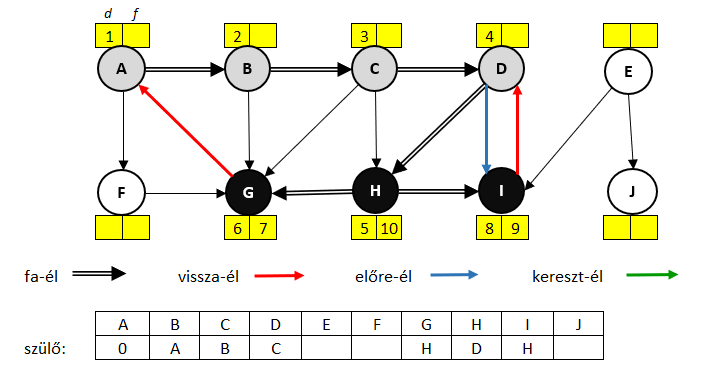 d f
1 2 3 4
A B C D E
F G H I J
6 7 5 10 8 9
fa-él vissza-él előre-él kereszt-él
A B C D E F G H I J
szülő: 0 A B C H D H